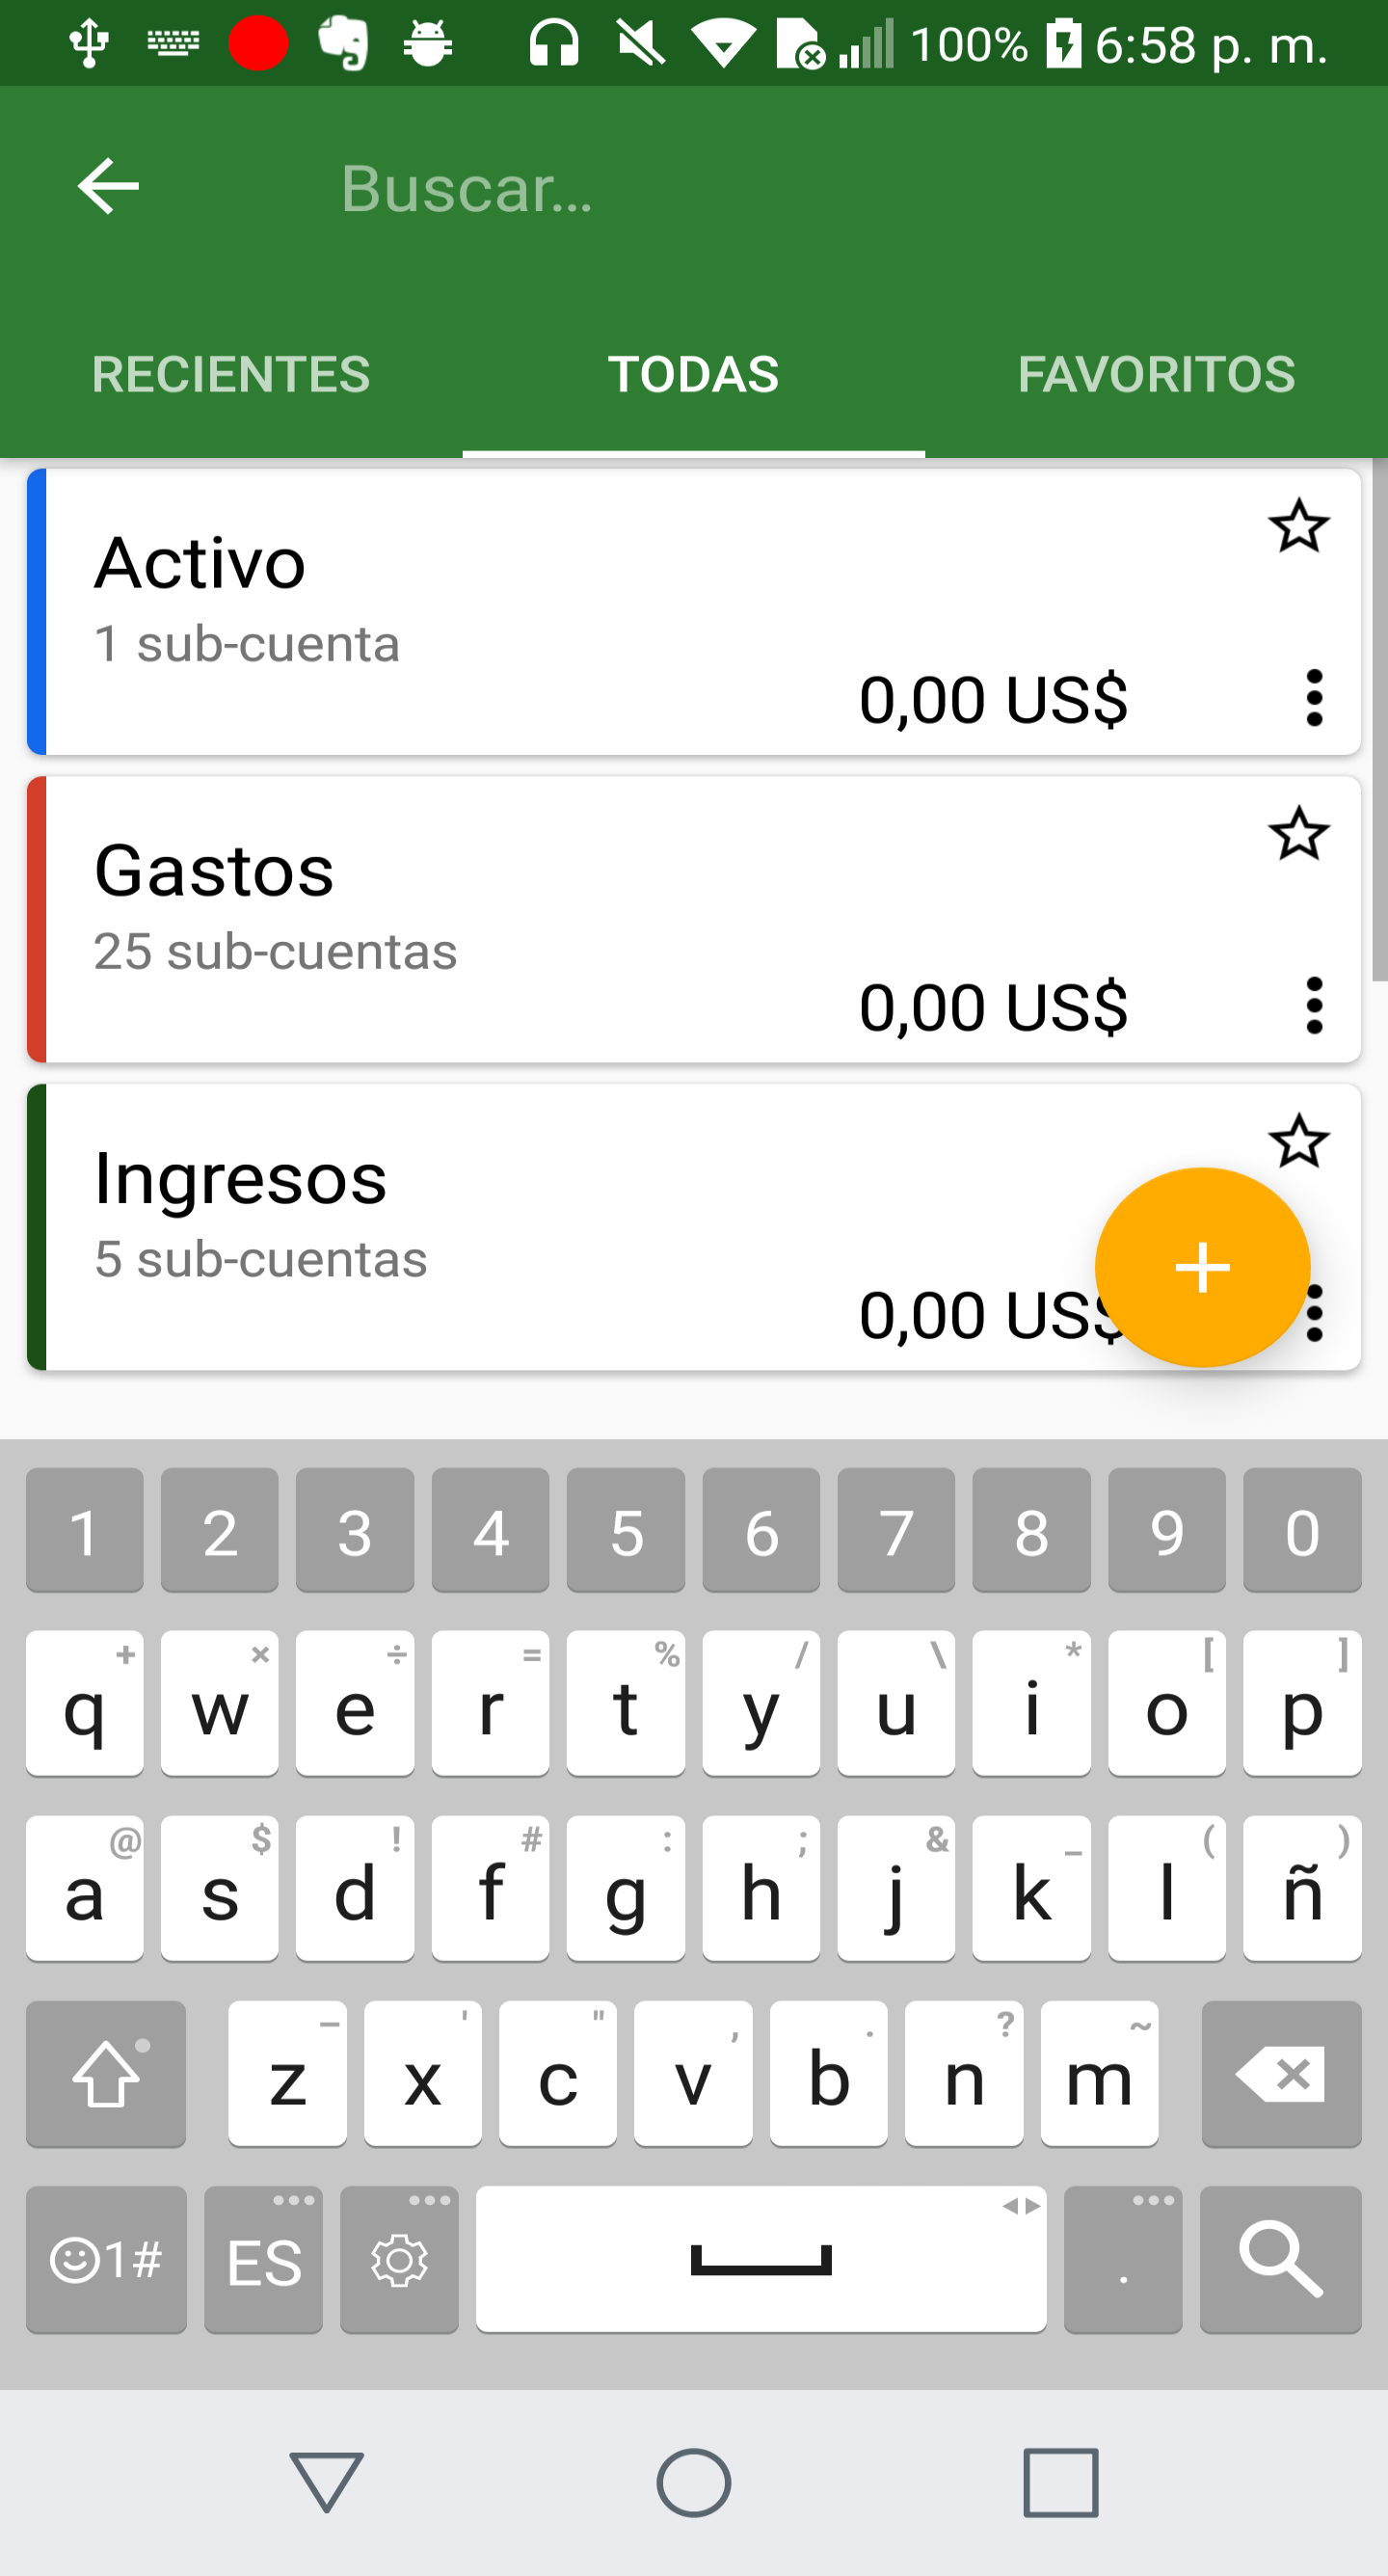 100% 6:58 p. m.
Buscar...
RECIENTES TODAS FAVORITOS
Activo
1 sub-cuenta
0,00 US$
Gastos
25 sub-cuentas
0,00 US$
Ingresos
5 sub-cuentas
0,00 US$
1 2 3 4 5 6 7 8 9 0
+ × ÷ = % / \ * [ ]
q w e r t y u i o p
@ $ ! # : ; & _ ( )
a s d f g h j k l ñ
– ' " , . ? ~
z x c v b n m
1# ES .